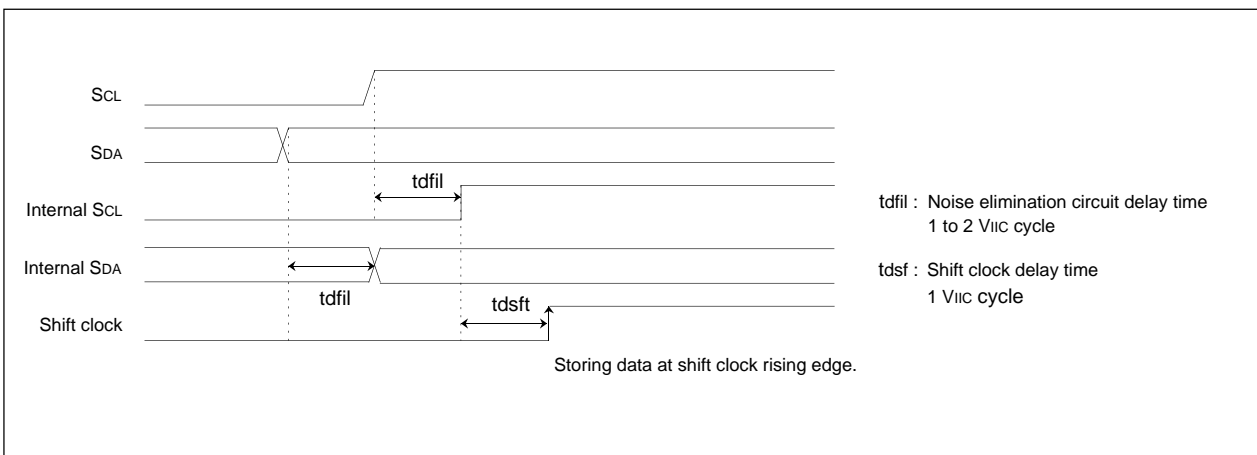 SCL
SDA
tdfil
Internal SCL
tdfil : Noise elimination circuit delay time
1 to 2 VIIC cycle
Internal SDA
tdfil
tdsf : Shift clock delay time
1 VIIC cycle
tdsft
Shift clock
Storing data at shift clock rising edge.